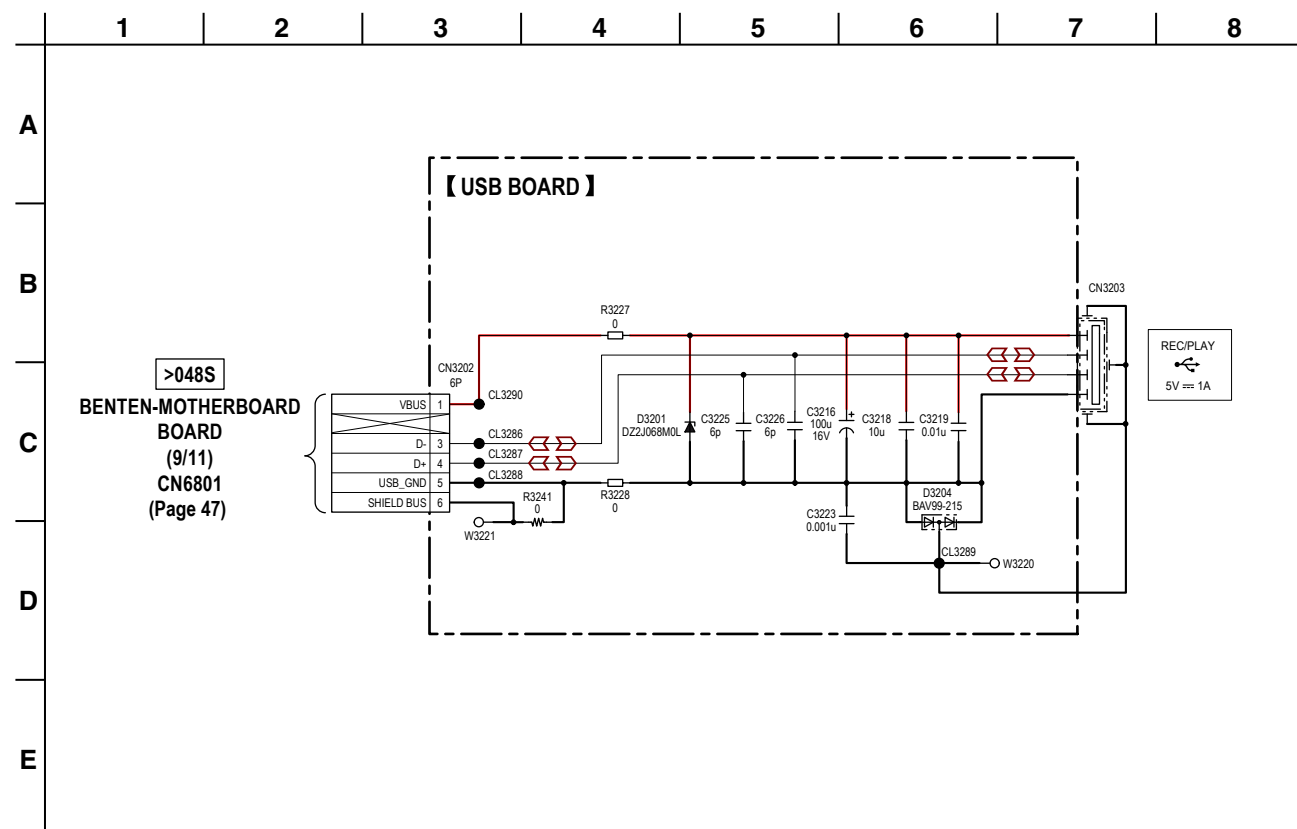 1 2 3 4 5 6 7 8
A
【 USB BOARD 】
B
CN3203
R3227
0
REC/PLAY
5V 1A
>048S
BENTEN-MOTHERBOARD
BOARD
(9/11)
CN6801
(Page 47)
CN3202
6P
CL3290
VBUS 1
C
CL3286
D- 3
CL3287
D+ 4
CL3288
USB_GND 5
SHIELD BUS 6
W3221
R3241
0
R3228
0
D3201
DZ2J068M0L
C3225
6p
C3226
6p
C3216
100u
16V
+
C3218
10u
C3219
0.01u
C3223
0.001u
D3204
BAV99-215
CL3289
W3220
D
E